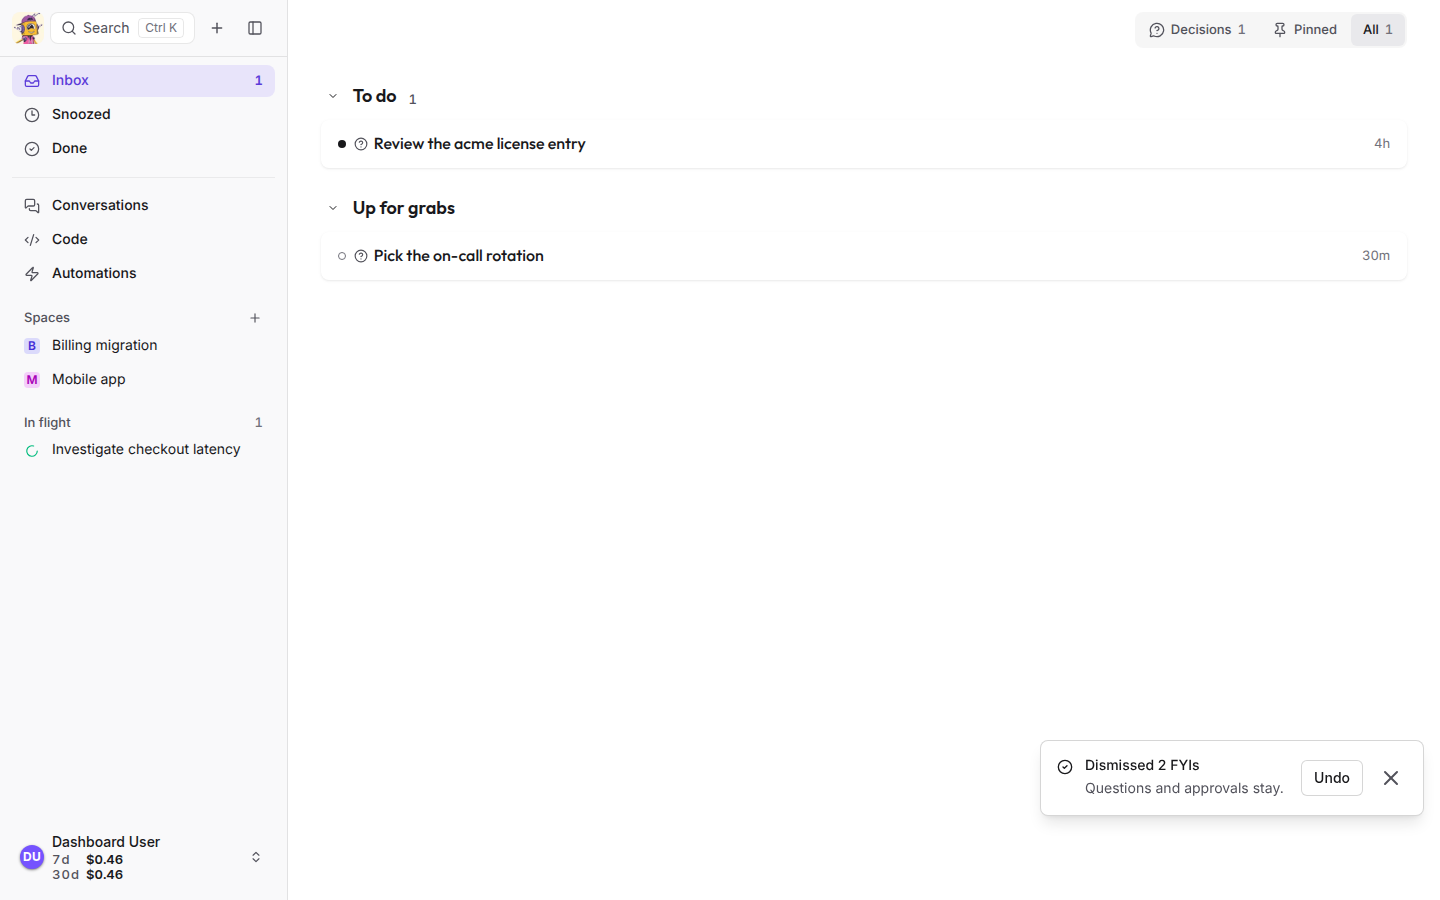 Search Ctrl K
Inbox 1
Snoozed
Done
Conversations
Code
Automations
Spaces
B Billing migration
M Mobile app
In flight 1
Investigate checkout latency
DU Dashboard User
7d $0.46
30d $0.46
Decisions 1 Pinned All 1
To do 1
Review the acme license entry 4h
Up for grabs
Pick the on-call rotation 30m
Dismissed 2 FYIs
Questions and approvals stay.
Undo